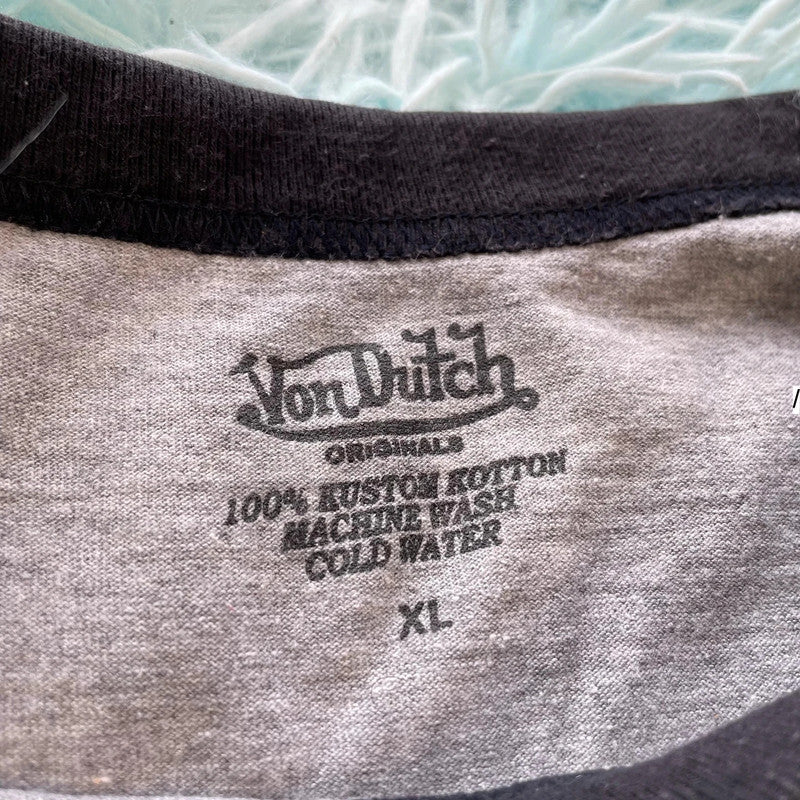 Von Dutch
ORIGINALS
100% KUSTOM KOTTON
MACHINE WASH
COLD WATER
XL